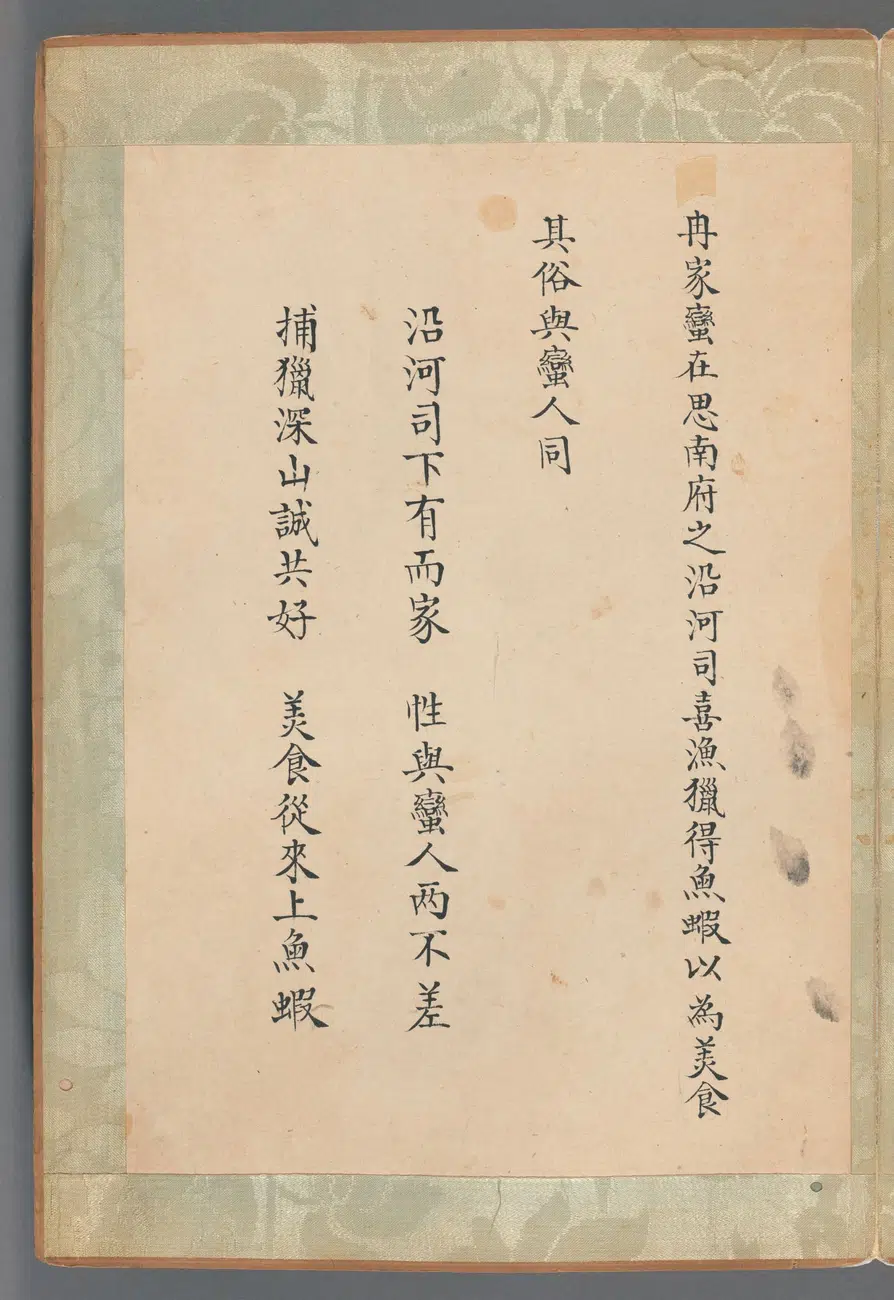 冉家蠻在思南府之沿河司喜漁獵得魚蝦以為美食
其俗與蠻人同
沿河司下有而家　性與蠻人两不差
捕獵深山誠共好　美食從來上魚蝦